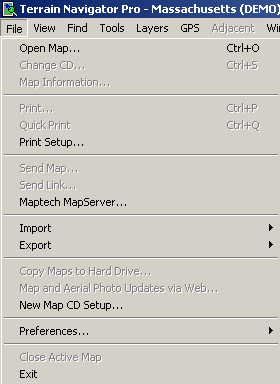 Terrain Navigator Pro - Massachusetts (DEMO)
File View Find Tools Layers GPS Adjacent
Open Map... Ctrl+O
Change CD... Ctrl+S
Map Information...
Print... Ctrl+P
Quick Print Ctrl+Q
Print Setup...
Send Map...
Send Link...
Maptech MapServer...
Import
Export
Copy Maps to Hard Drive...
Map and Aerial Photo Updates via Web...
New Map CD Setup...
Preferences...
Close Active Map
Exit